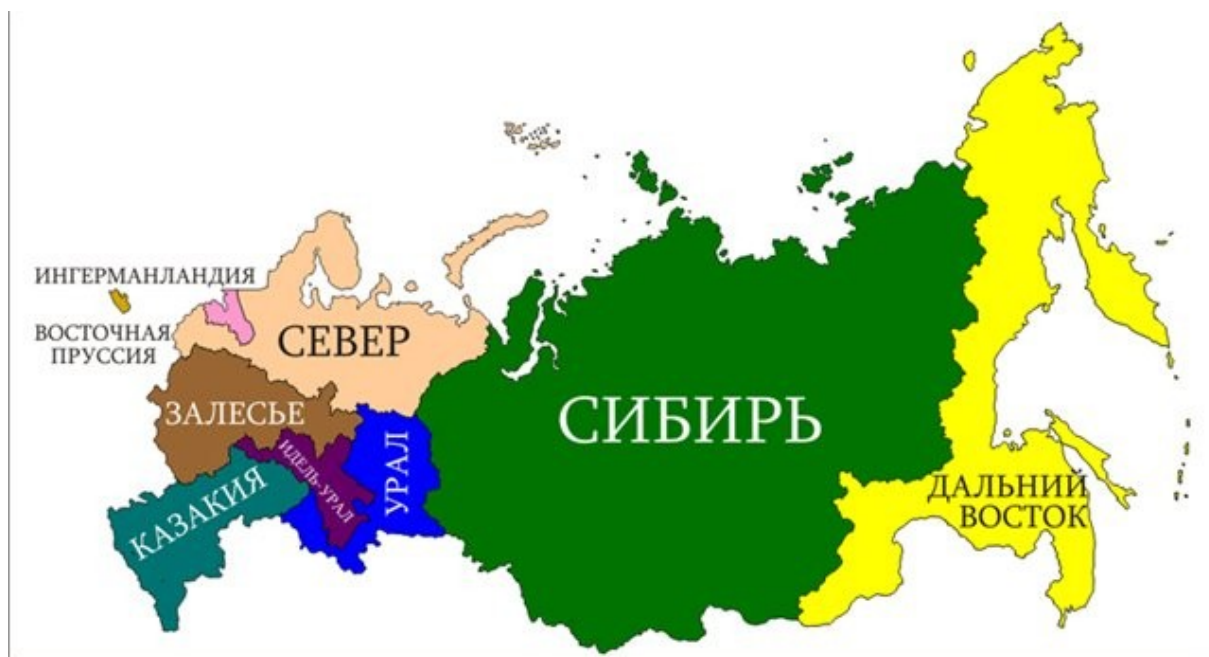 ИНГЕРМАНЛАНДИЯ
ВОСТОЧНАЯ
ПРУССИЯ
СЕВЕР
ЗАЛЕСЬЕ
ИДЕЛЬ-УРАЛ
КАЗАКИЯ
УРАЛ
СИБИРЬ
ДАЛЬНИЙ
ВОСТОК